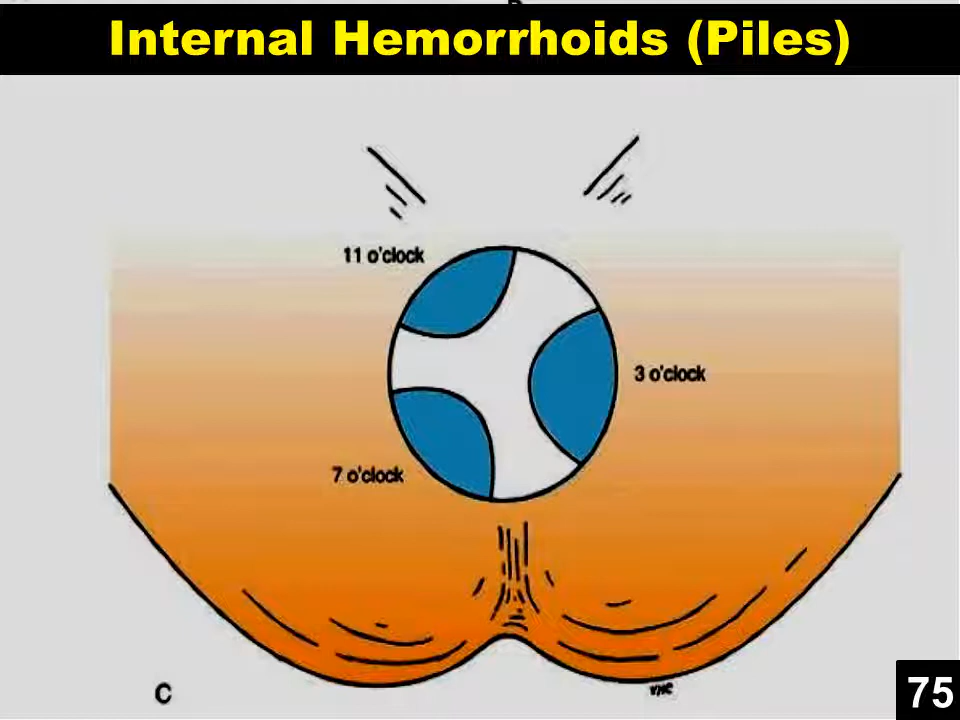 Internal Hemorrhoids (Piles)
11 o'clock
3 o'clock
7 o'clock
C
75